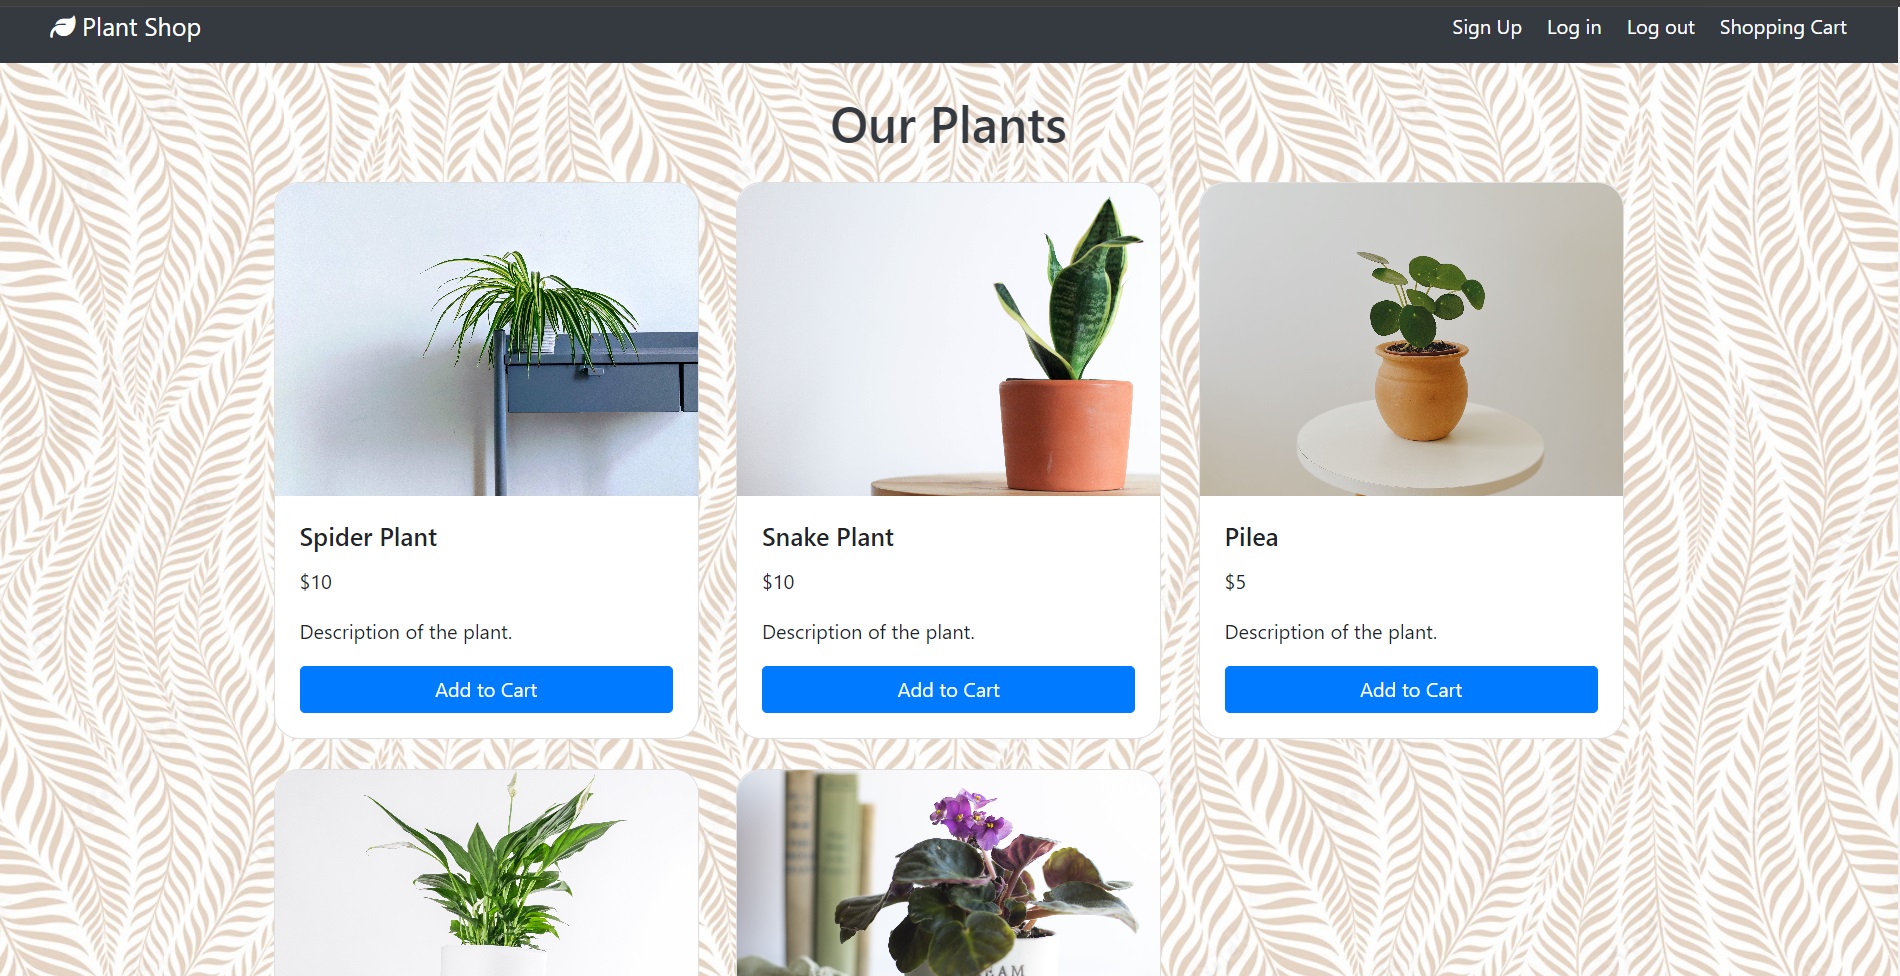 Plant Shop
Sign Up Log in Log out Shopping Cart
Our Plants
Spider Plant
$10
Description of the plant.
Add to Cart
Snake Plant
$10
Description of the plant.
Add to Cart
Pilea
$5
Description of the plant.
Add to Cart